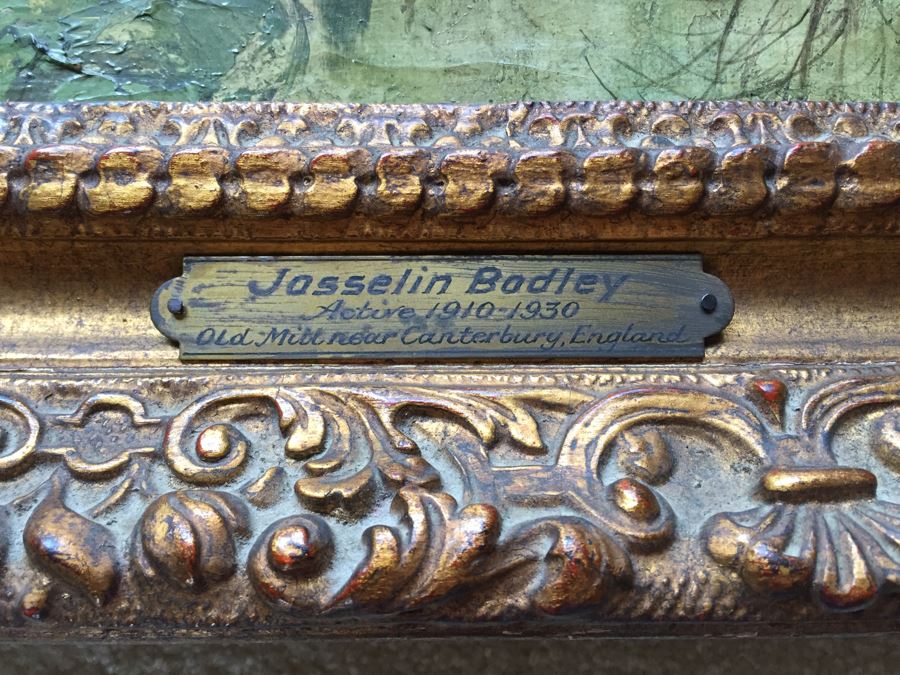 Josselin Bodley
Active 1910-1930
Old Mill near Canterbury, England